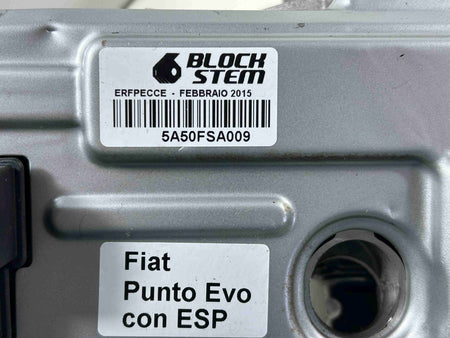 BLOCK
STEM
ERFPECCE - FEBBRAIO 2015
5A50FSA009
Fiat
Punto Evo
con ESP